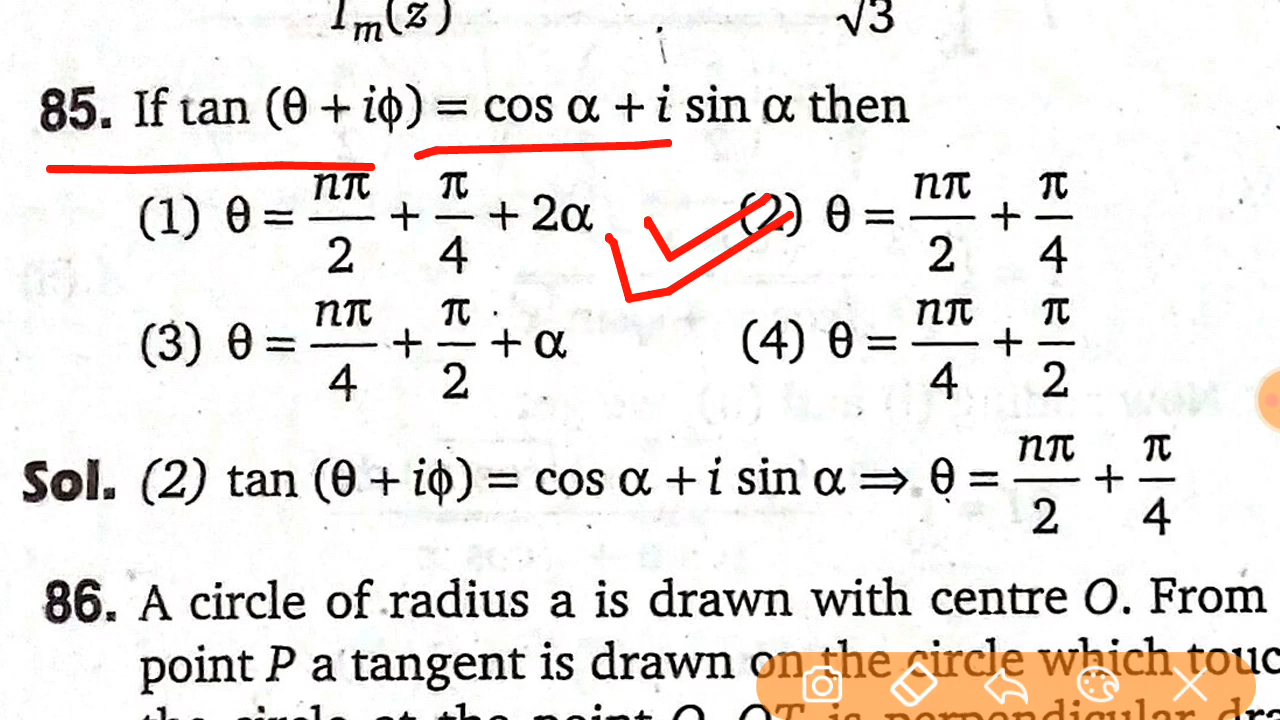 Im(z) √3
85. If tan (θ + iϕ) = cos α + i sin α then
(1) θ = nπ/2 + π/4 + 2α (2) θ = nπ/2 + π/4
(3) θ = nπ/4 + π/2 + α (4) θ = nπ/4 + π/2
Sol. (2) tan (θ + iϕ) = cos α + i sin α ⇒ θ = nπ/2 + π/4
86. A circle of radius a is drawn with centre O. From
point P a tangent is drawn on the circle which touc